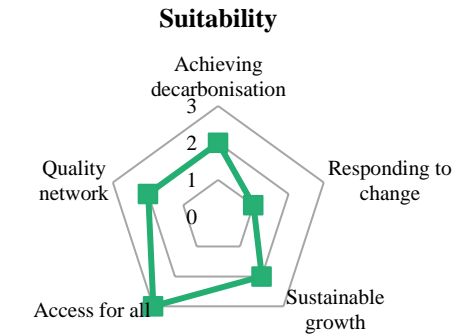 Suitability
Achieving
decarbonisation
3
2
1
0
Quality
network
Responding to
change
Access for all
Sustainable
growth